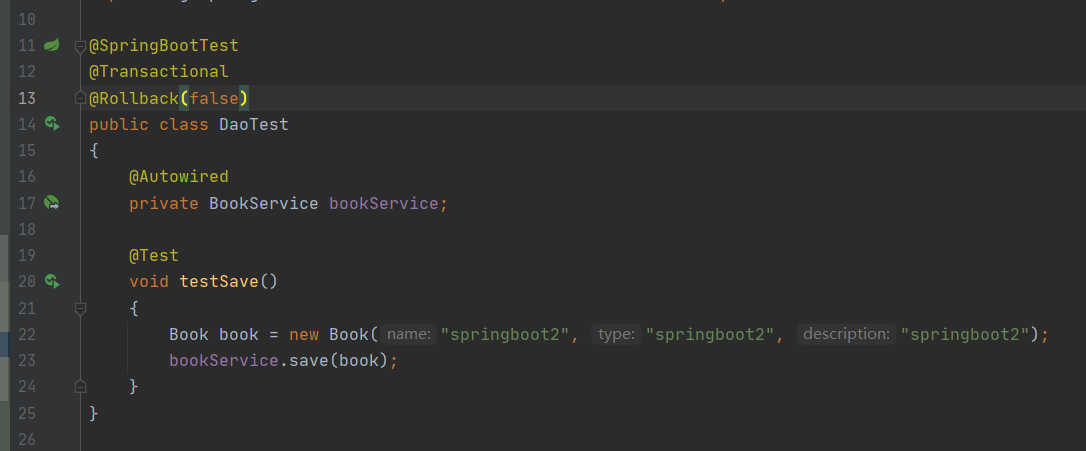 10
11 @SpringBootTest
12 @Transactional
13 @Rollback(false)
14 public class DaoTest
15 {
16 @Autowired
17 private BookService bookService;
18
19 @Test
20 void testSave()
21 {
22 Book book = new Book( name: "springboot2", type: "springboot2", description: "springboot2");
23 bookService.save(book);
24 }
25 }
26